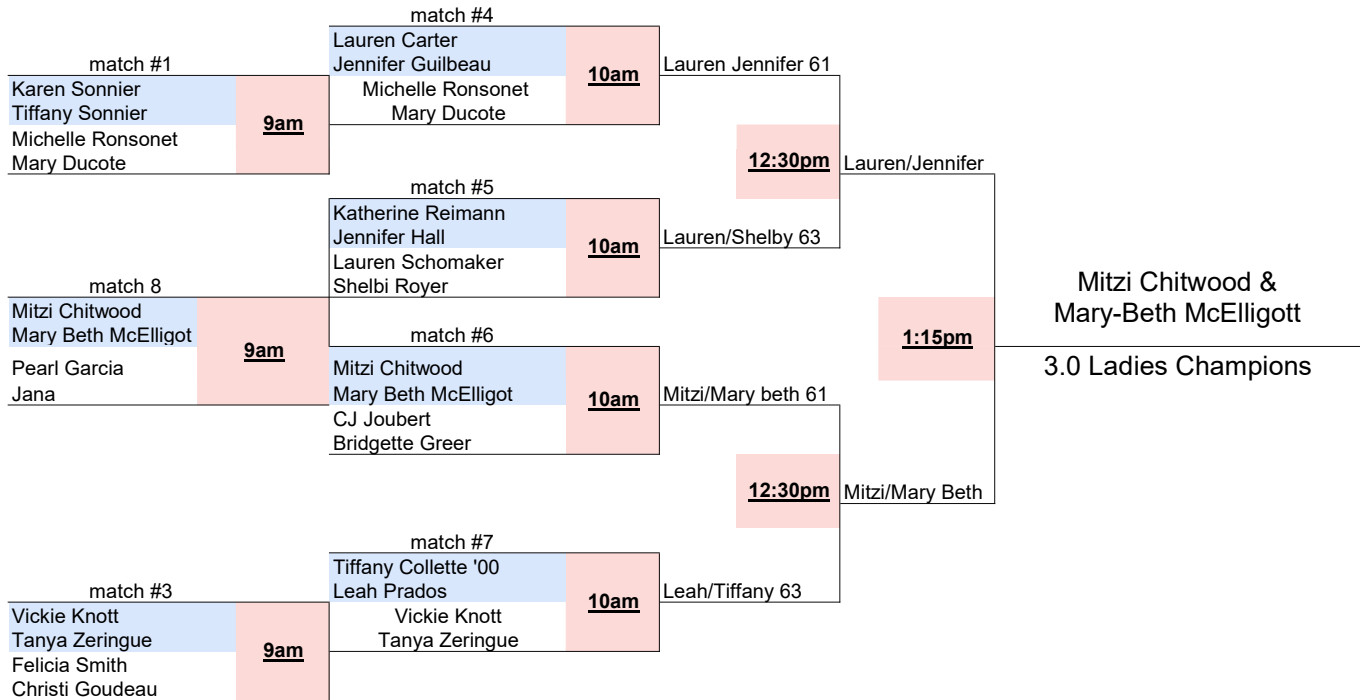 match #1
Karen Sonnier
Tiffany Sonnier
9am
Michelle Ronsonet
Mary Ducote
match 8
Mitzi Chitwood
Mary Beth McElligot
9am
Pearl Garcia
Jana
match #3
Vickie Knott
Tanya Zeringue
9am
Felicia Smith
Christi Goudeau
match #4
Lauren Carter
Jennifer Guilbeau
10am
Michelle Ronsonet
Mary Ducote
match #5
Katherine Reimann
Jennifer Hall
10am
Lauren Schomaker
Shelbi Royer
match #6
Mitzi Chitwood
Mary Beth McElligot
10am
CJ Joubert
Bridgette Greer
match #7
Tiffany Collette '00
Leah Prados
10am
Vickie Knott
Tanya Zeringue
Lauren Jennifer 61
12:30pm
Lauren/Shelby 63
Mitzi/Mary beth 61
12:30pm
Leah/Tiffany 63
Lauren/Jennifer
1:15pm
Mitzi/Mary Beth
Mitzi Chitwood &
Mary-Beth McElligott
3.0 Ladies Champions